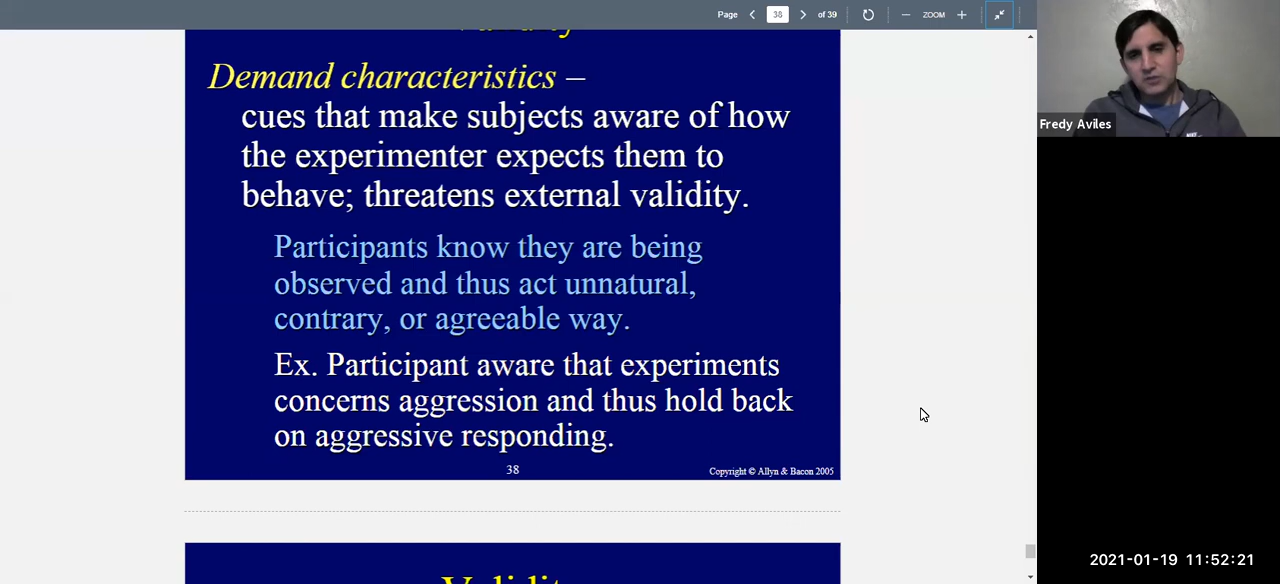 Page 38 of 39 ZOOM
Validity
Demand characteristics –
cues that make subjects aware of how
the experimenter expects them to
behave; threatens external validity.
Participants know they are being
observed and thus act unnatural,
contrary, or agreeable way.
Ex. Participant aware that experiments
concerns aggression and thus hold back
on aggressive responding.
38
Copyright © Allyn & Bacon 2005
Validity
Fredy Aviles
2021-01-19 11:52:21